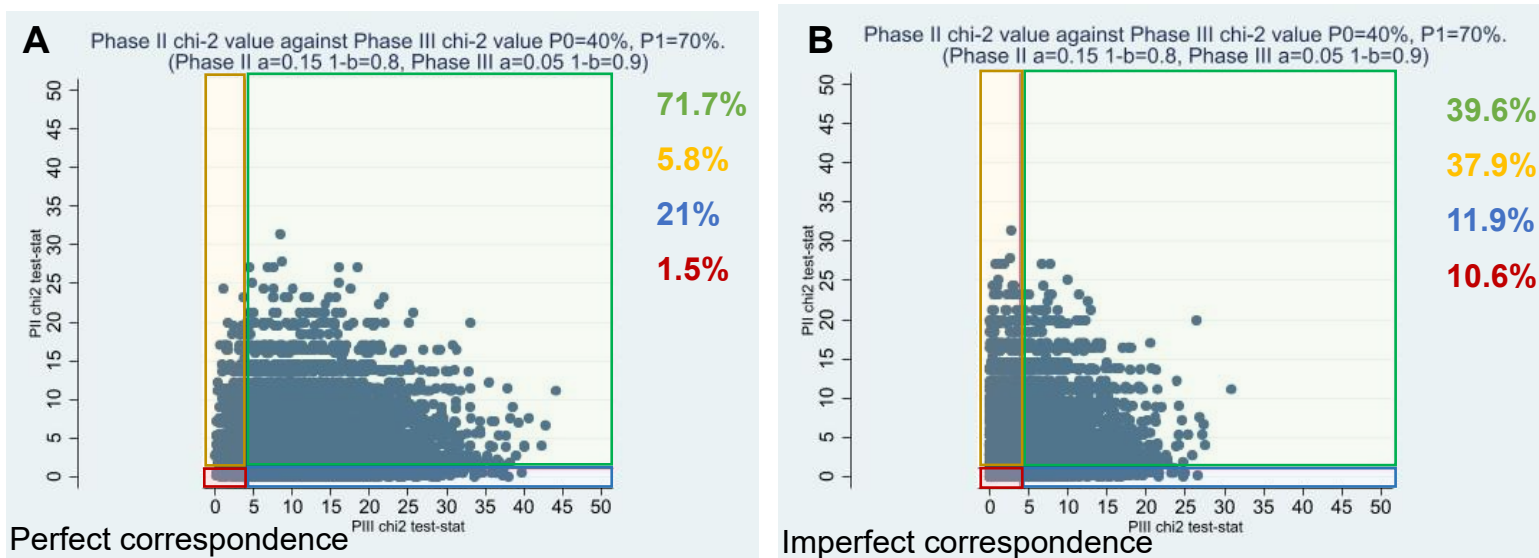 A
Phase II chi-2 value against Phase III chi-2 value P0=40%, P1=70%.
(Phase II a=0.15 1-b=0.8, Phase III a=0.05 1-b=0.9)
50
45
40
35
30
25
20
15
10
5
0
PII chi2 test-stat
71.7%
5.8%
21%
1.5%
0 5 10 15 20 25 30 35 40 45 50
PIII chi2 test-stat
Perfect correspondence
B
Phase II chi-2 value against Phase III chi-2 value P0=40%, P1=70%.
(Phase II a=0.15 1-b=0.8, Phase III a=0.05 1-b=0.9)
50
45
40
35
30
25
20
15
10
5
0
PII chi2 test-stat
39.6%
37.9%
11.9%
10.6%
0 5 10 15 20 25 30 35 40 45 50
PIII chi2 test-stat
Imperfect correspondence